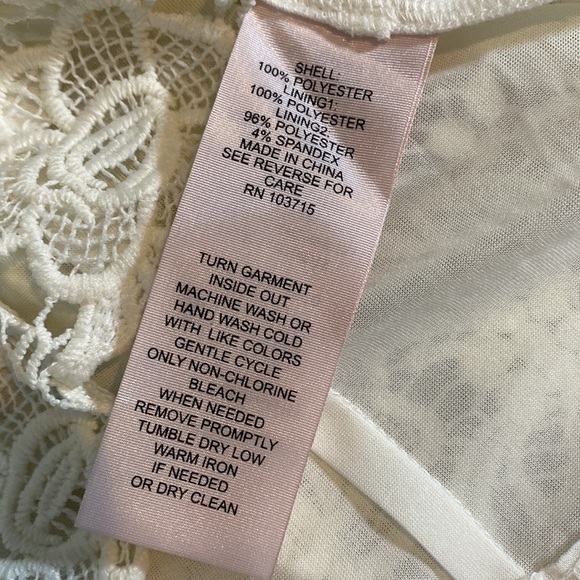 SHELL:
100% POLYESTER
LINING1:
100% POLYESTER
LINING2:
96% POLYESTER
4% SPANDEX
MADE IN CHINA
SEE REVERSE FOR
CARE
RN 103715
TURN GARMENT
INSIDE OUT
MACHINE WASH OR
HAND WASH COLD
WITH LIKE COLORS
GENTLE CYCLE
ONLY NON-CHLORINE
BLEACH
WHEN NEEDED
REMOVE PROMPTLY
TUMBLE DRY LOW
WARM IRON
IF NEEDED
OR DRY CLEAN